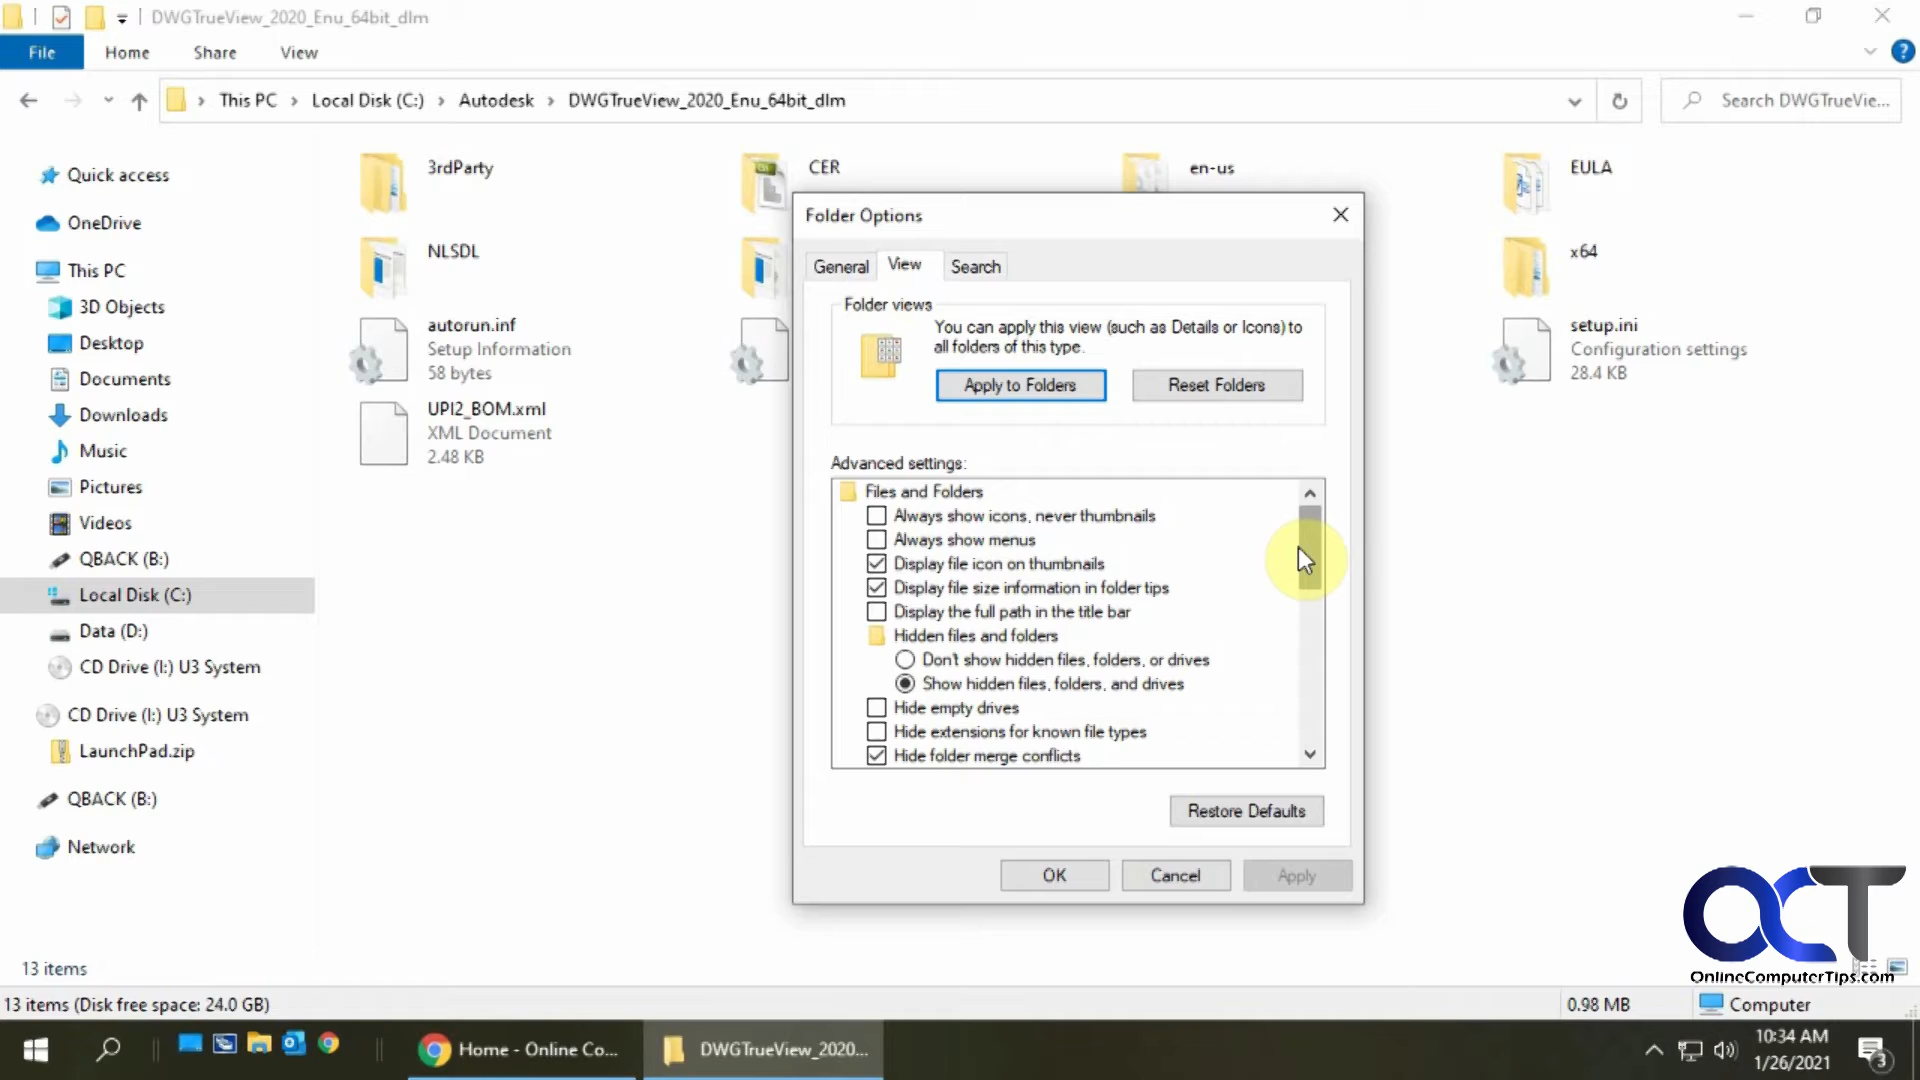 DWGTrueView_2020_Enu_64bit_dlm
File Home Share View
This PC Local Disk (C:) Autodesk DWGTrueView_2020_Enu_64bit_dlm
Search DWGTrueVie...
Quick access
OneDrive
This PC
3D Objects
Desktop
Documents
Downloads
Music
Pictures
Videos
QBACK (B:)
Local Disk (C:)
Data (D:)
CD Drive (I:) U3 System
CD Drive (I:) U3 System
LaunchPad.zip
QBACK (B:)
Network
3rdParty
CER
en-us
EULA
NLSDL
x64
autorun.inf
Setup Information
58 bytes
setup.ini
Configuration settings
28.4 KB
UPI2_BOM.xml
XML Document
2.48 KB
Folder Options
General View Search
Folder views
You can apply this view (such as Details or Icons) to
all folders of this type.
Apply to Folders
Reset Folders
Advanced settings:
Files and Folders
Always show icons, never thumbnails
Always show menus
Display file icon on thumbnails
Display file size information in folder tips
Display the full path in the title bar
Hidden files and folders
Don't show hidden files, folders, or drives
Show hidden files, folders, and drives
Hide empty drives
Hide extensions for known file types
Hide folder merge conflicts
Restore Defaults
OK
Cancel
Apply
OCT
OnlineComputerTips.com
13 items
13 items (Disk free space: 24.0 GB)
0.98 MB
Computer
Home - Online Co...
DWGTrueView_2020...
10:34 AM
1/26/2021
3